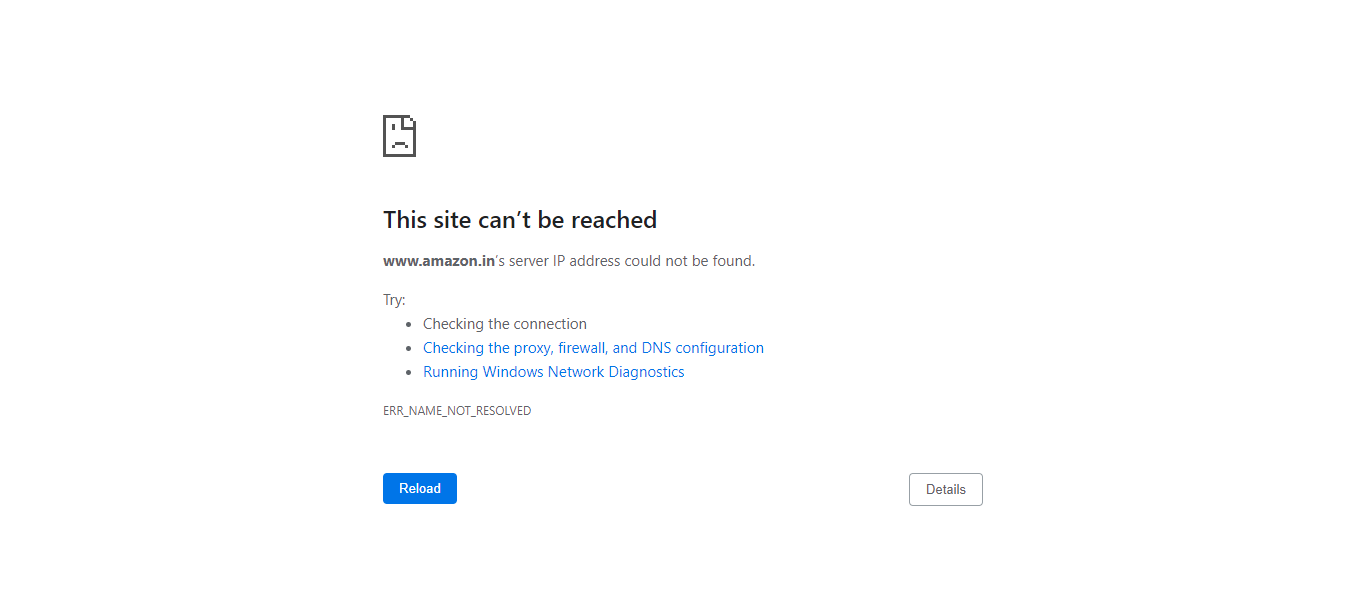 This site can’t be reached
www.amazon.in’s server IP address could not be found.
Try:
Checking the connection
Checking the proxy, firewall, and DNS configuration
Running Windows Network Diagnostics
ERR_NAME_NOT_RESOLVED
Reload
Details